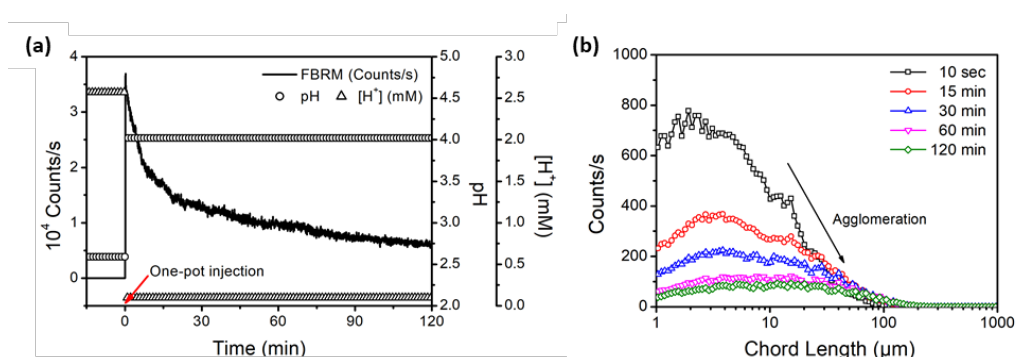 (a)
4
3
2
1
0
10⁴ Counts/s
FBRM (Counts/s)
pH
[H⁺] (mM)
One-pot injection
0
30
60
90
120
Time (min)
5.0
4.5
4.0
3.5
3.0
2.5
2.0
pH
3.0
2.5
2.0
1.5
1.0
0.5
0.0
[H⁺] (mM)
(b)
1000
800
600
400
200
0
Counts/s
10 sec
15 min
30 min
60 min
120 min
Agglomeration
1
10
100
1000
Chord Length (µm)